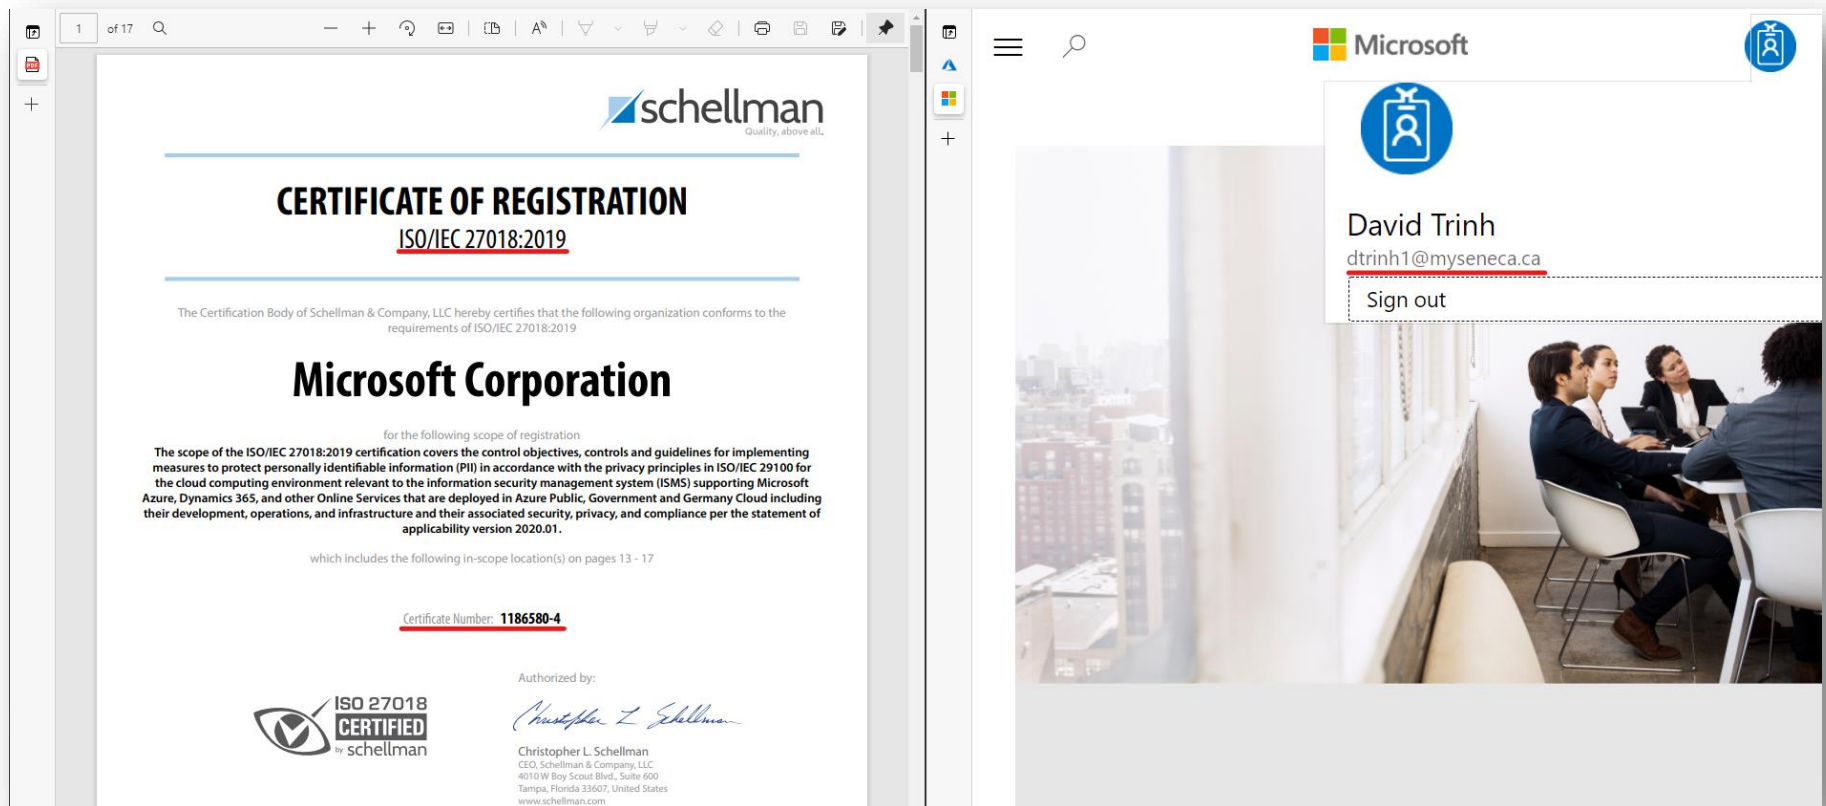 1
of 17
schellman
Quality, above all.
CERTIFICATE OF REGISTRATION
ISO/IEC 27018:2019
The Certification Body of Schellman & Company, LLC hereby certifies that the following organization conforms to the
requirements of ISO/IEC 27018:2019
Microsoft Corporation
for the following scope of registration
The scope of the ISO/IEC 27018:2019 certification covers the control objectives, controls and guidelines for implementing
measures to protect personally identifiable information (PII) in accordance with the privacy principles in ISO/IEC 29100 for
the cloud computing environment relevant to the information security management system (ISMS) supporting Microsoft
Azure, Dynamics 365, and other Online Services that are deployed in Azure Public, Government and Germany Cloud including
their development, operations, and infrastructure and their associated security, privacy, and compliance per the statement of
applicability version 2020.01.
which includes the following in-scope location(s) on pages 13 - 17
Certificate Number: 1186580-4
ISO 27018
CERTIFIED
by schellman
Authorized by:
Christopher L Schellman
Christopher L. Schellman
CEO, Schellman & Company, LLC
4010 W Boy Scout Blvd., Suite 600
Tampa, Florida 33607, United States
www.schellman.com
Microsoft
David Trinh
dtrinh1@myseneca.ca
Sign out